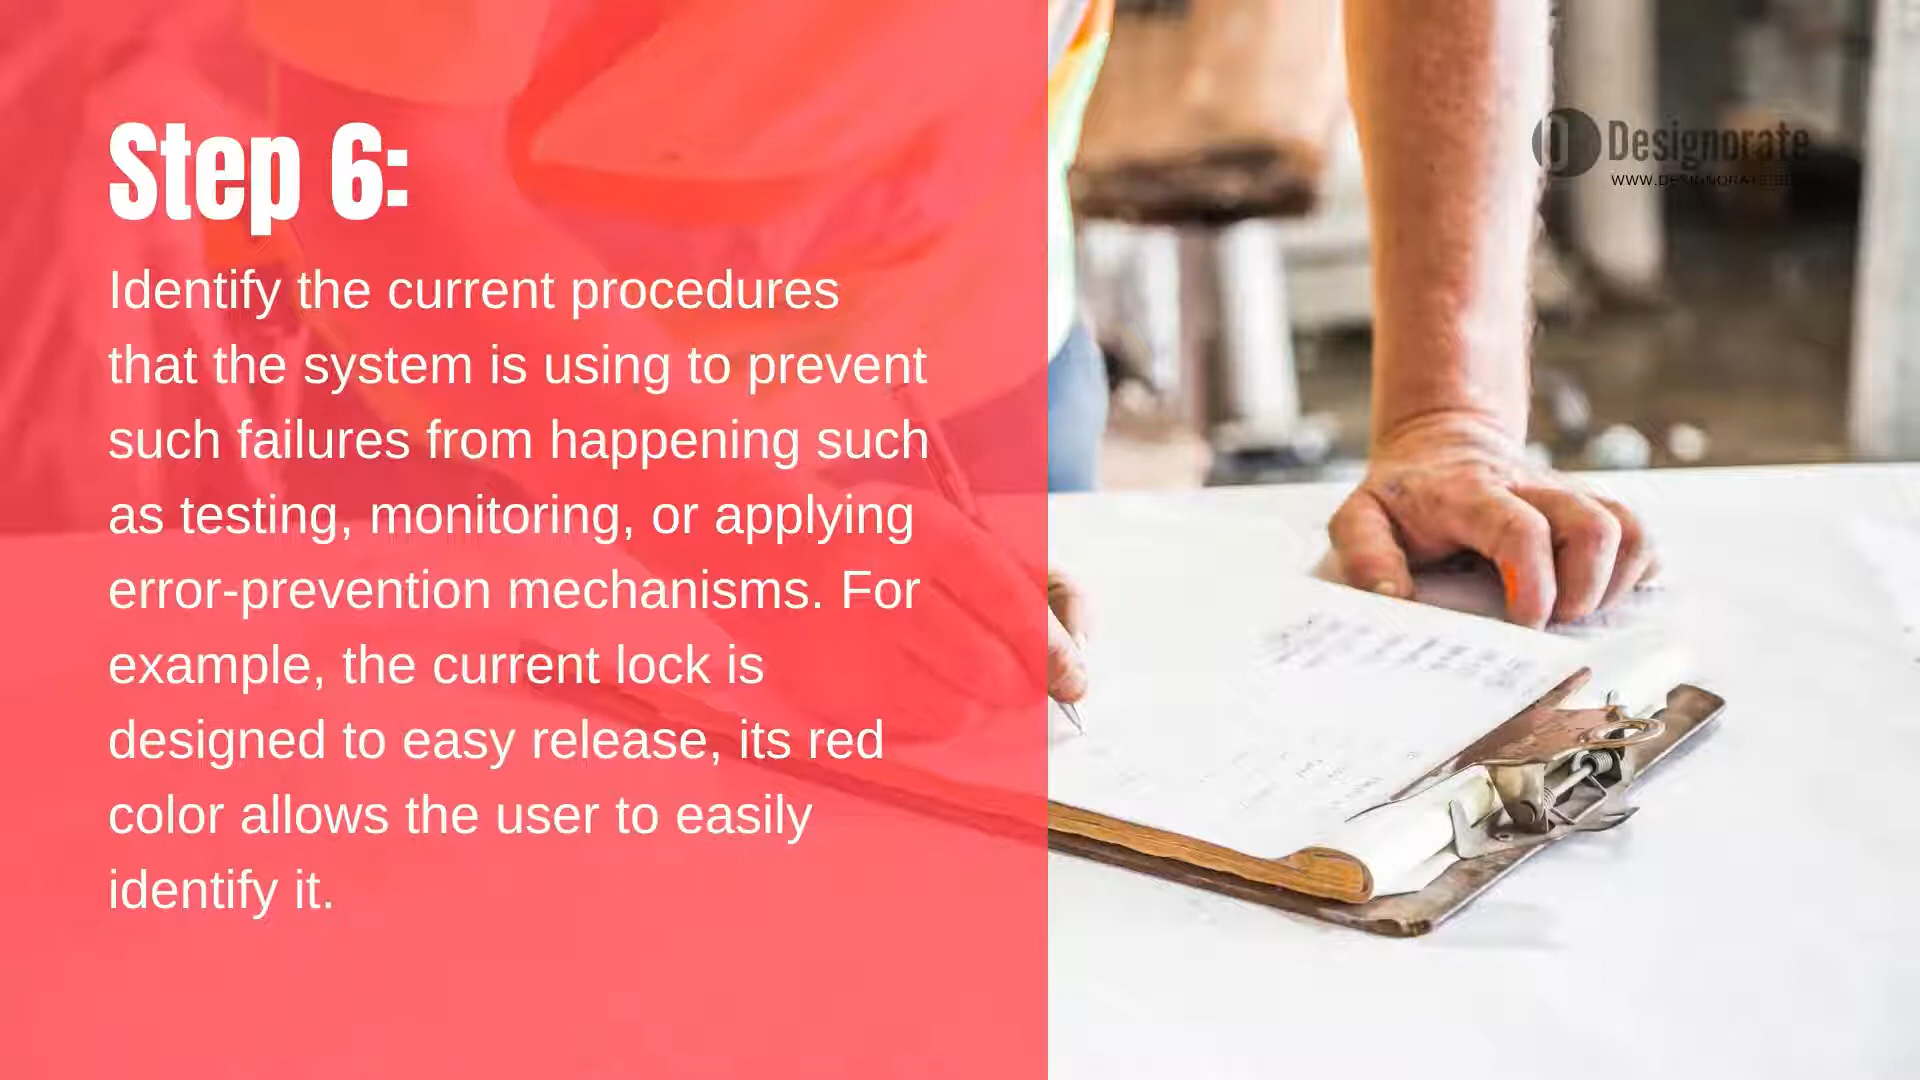 Step 6:
Identify the current procedures
that the system is using to prevent
such failures from happening such
as testing, monitoring, or applying
error-prevention mechanisms. For
example, the current lock is
designed to easy release, its red
color allows the user to easily
identify it.
Designorate